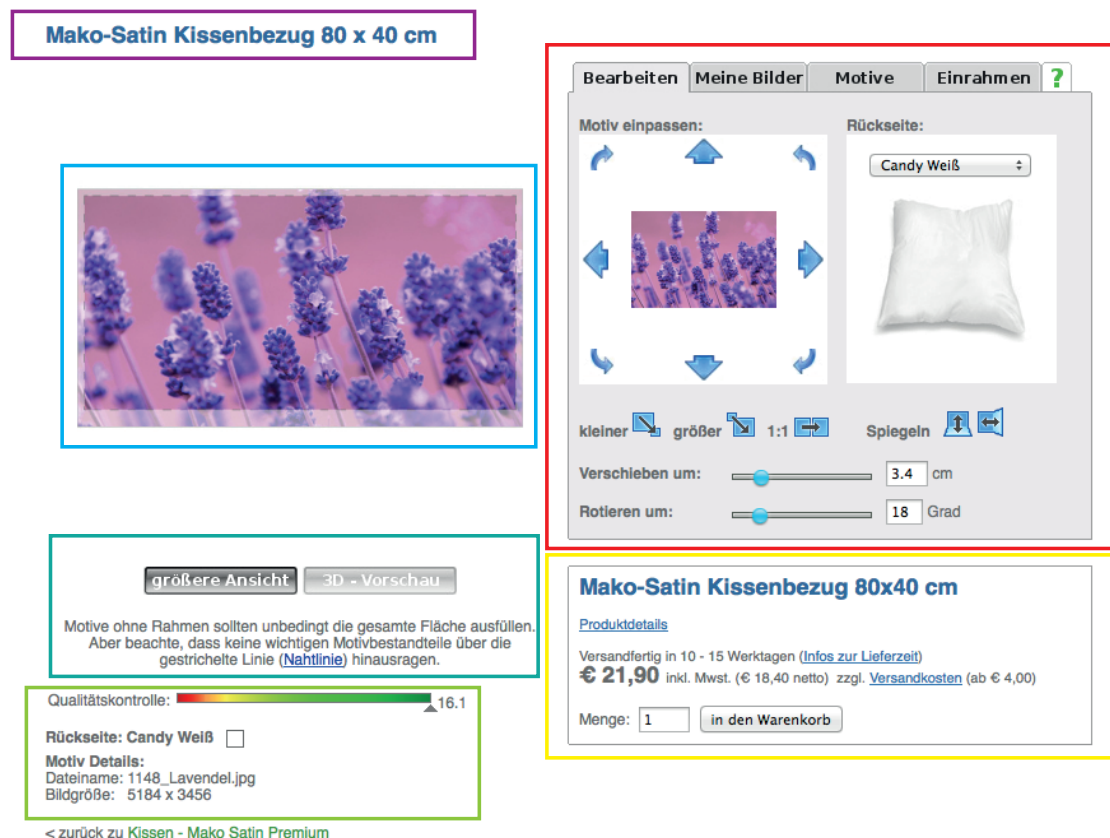 Mako-Satin Kissenbezug 80 x 40 cm
Bearbeiten Meine Bilder Motive Einrahmen ?
Motiv einpassen: Rückseite:
Candy Weiß
kleiner größer 1:1 Spiegeln
Verschieben um: 3.4 cm
Rotieren um: 18 Grad
größere Ansicht 3D - Vorschau
Motive ohne Rahmen sollten unbedingt die gesamte Fläche ausfüllen.
Aber beachte, dass keine wichtigen Motivbestandteile über die
gestrichelte Linie (Nahtlinie) hinausragen.
Qualitätskontrolle: 16.1
Rückseite: Candy Weiß
Motiv Details:
Dateiname: 1148_Lavendel.jpg
Bildgröße: 5184 x 3456
< zurück zu Kissen - Mako Satin Premium
Mako-Satin Kissenbezug 80x40 cm
Produktdetails
Versandfertig in 10 - 15 Werktagen (Infos zur Lieferzeit)
€ 21,90 inkl. Mwst. (€ 18,40 netto) zzgl. Versandkosten (ab € 4,00)
Menge: 1 in den Warenkorb